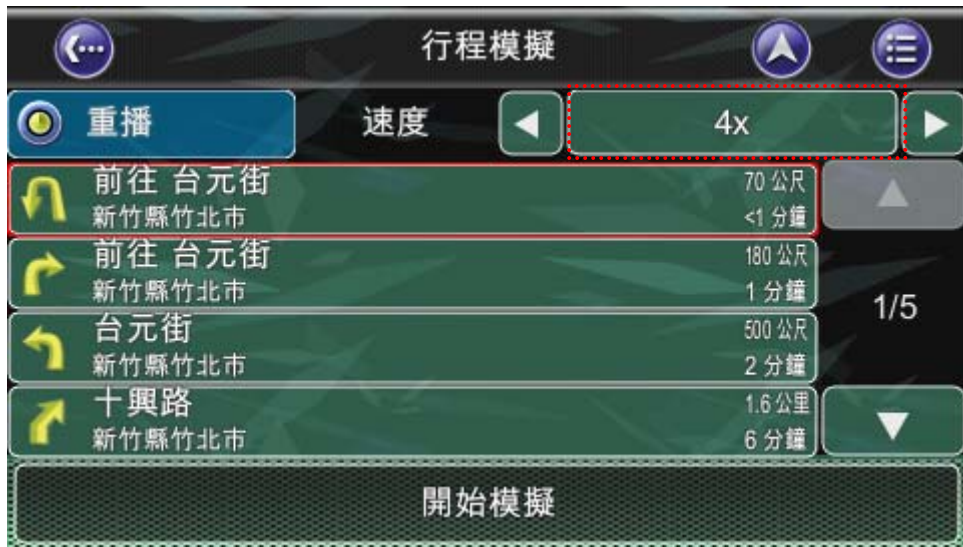 行程模擬
重播 速度 4x
前往 台元街 70 公尺
新竹縣竹北市 <1 分鐘
前往 台元街 180 公尺
新竹縣竹北市 1 分鐘
1/5
台元街 500 公尺
新竹縣竹北市 2 分鐘
十興路 1.6 公里
新竹縣竹北市 6 分鐘
開始模擬